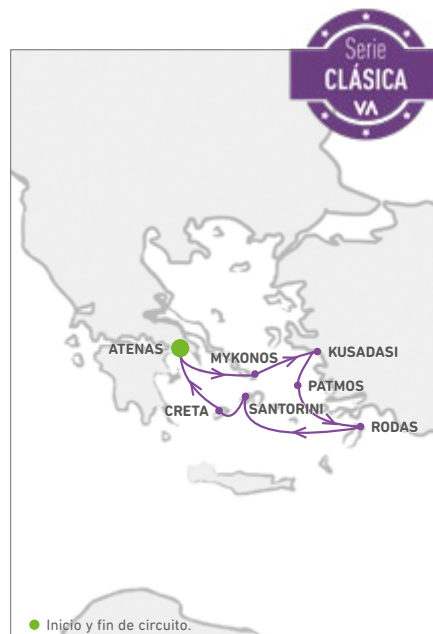 Serie
CLÁSICA
VA
ATENAS
MYKONOS
KUSADASI
PATMOS
CRETA
SANTORINI
RODAS
Inicio y fin de circuito.